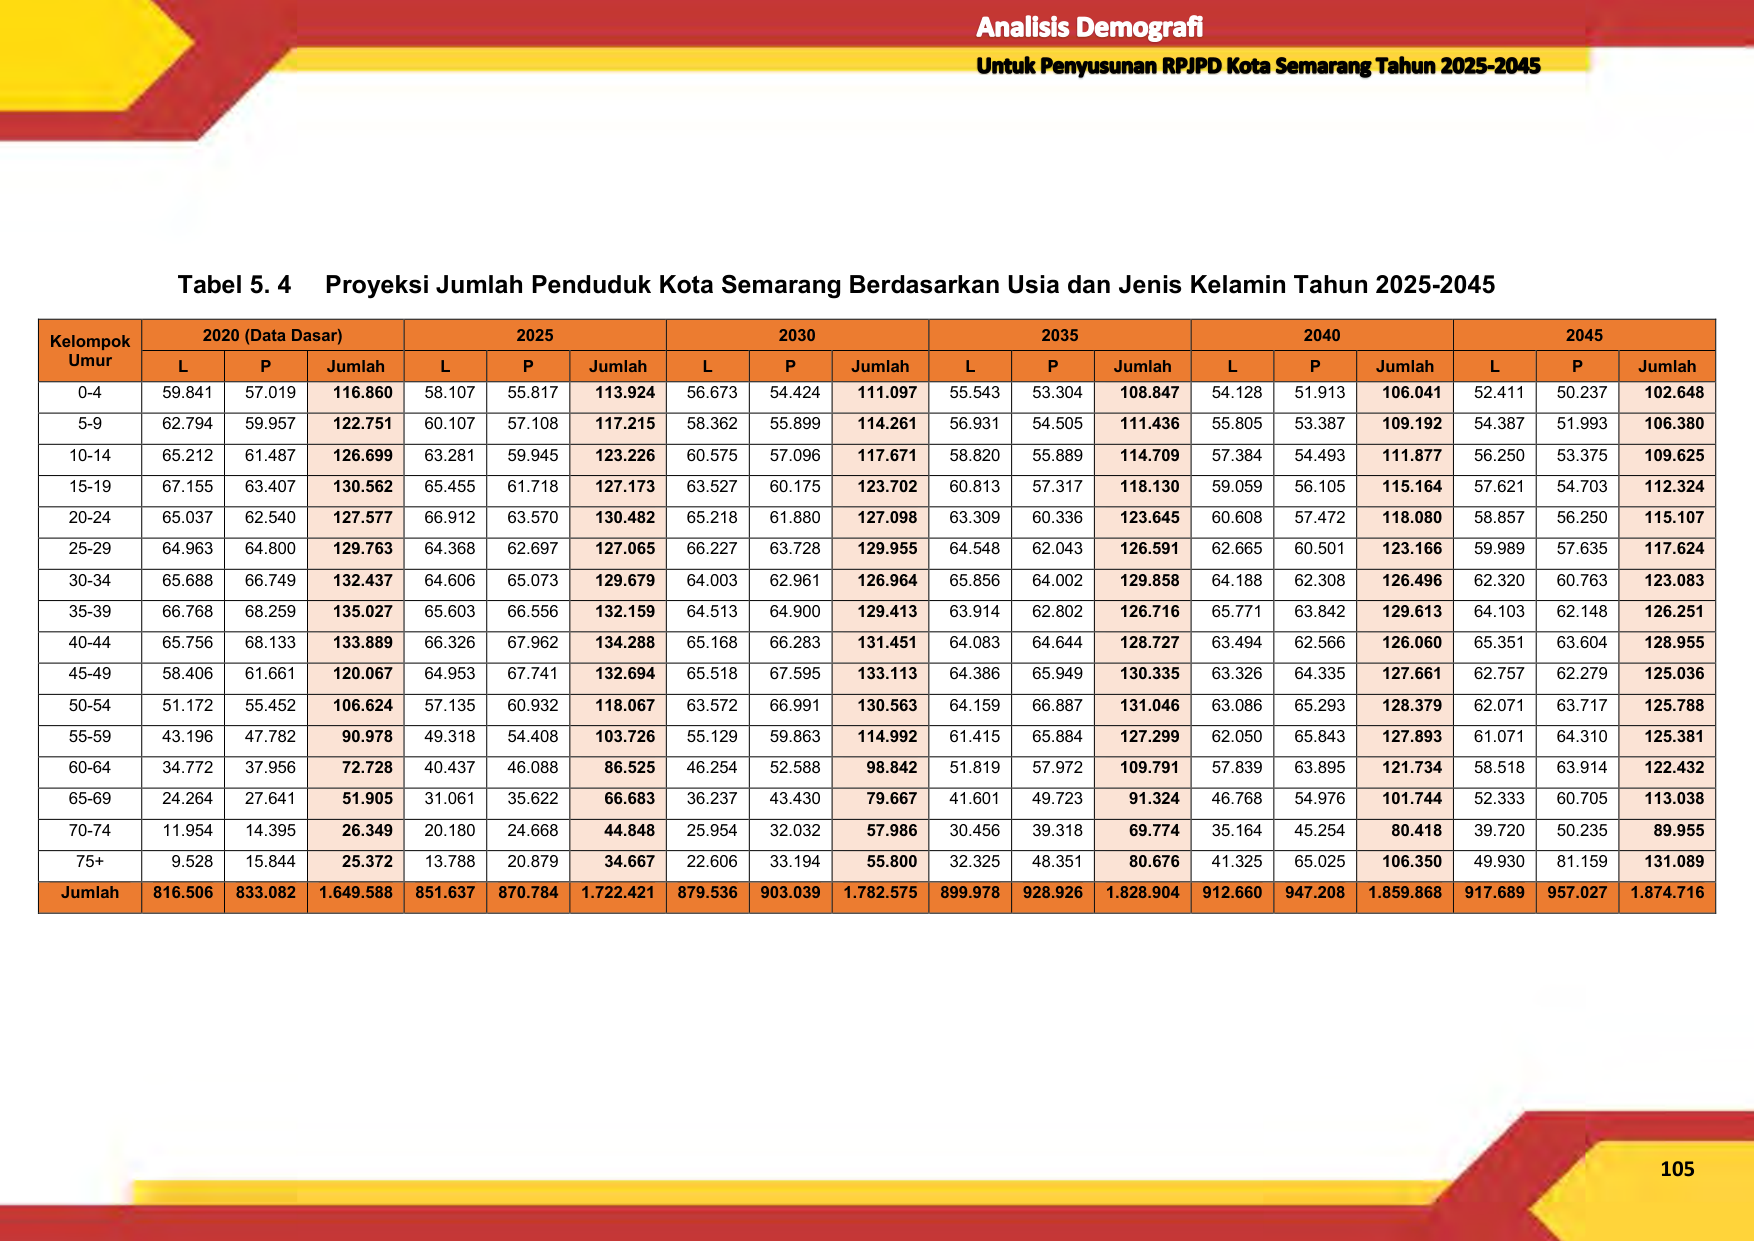 Analisis Demografi
Untuk Penyusunan RPJPD Kota Semarang Tahun 2025-2045
Tabel 5. 4 Proyeksi Jumlah Penduduk Kota Semarang Berdasarkan Usia dan Jenis Kelamin Tahun 2025-2045
Kelompok Umur 2020 (Data Dasar) 2025 2030 2035 2040 2045
L P Jumlah L P Jumlah L P Jumlah L P Jumlah L P Jumlah L P Jumlah
0-4 59.841 57.019 116.860 58.107 55.817 113.924 56.673 54.424 111.097 55.543 53.304 108.847 54.128 51.913 106.041 52.411 50.237 102.648
5-9 62.794 59.957 122.751 60.107 57.108 117.215 58.362 55.899 114.261 56.931 54.505 111.436 55.805 53.387 109.192 54.387 51.993 106.380
10-14 65.212 61.487 126.699 63.281 59.945 123.226 60.575 57.096 117.671 58.820 55.889 114.709 57.384 54.493 111.877 56.250 53.375 109.625
15-19 67.155 63.407 130.562 65.455 61.718 127.173 63.527 60.175 123.702 60.813 57.317 118.130 59.059 56.105 115.164 57.621 54.703 112.324
20-24 65.037 62.540 127.577 66.912 63.570 130.482 65.218 61.880 127.098 63.309 60.336 123.645 60.608 57.472 118.080 58.857 56.250 115.107
25-29 64.963 64.800 129.763 64.368 62.697 127.065 66.227 63.728 129.955 64.548 62.043 126.591 62.665 60.501 123.166 59.989 57.635 117.624
30-34 65.688 66.749 132.437 64.606 65.073 129.679 64.003 62.961 126.964 65.856 64.002 129.858 64.188 62.308 126.496 62.320 60.763 123.083
35-39 66.768 68.259 135.027 65.603 66.556 132.159 64.513 64.900 129.413 63.914 62.802 126.716 65.771 63.842 129.613 64.103 62.148 126.251
40-44 65.756 68.133 133.889 66.326 67.962 134.288 65.168 66.283 131.451 64.083 64.644 128.727 63.494 62.566 126.060 65.351 63.604 128.955
45-49 58.406 61.661 120.067 64.953 67.741 132.694 65.518 67.595 133.113 64.386 65.949 130.335 63.326 64.335 127.661 62.757 62.279 125.036
50-54 51.172 55.452 106.624 57.135 60.932 118.067 63.572 66.991 130.563 64.159 66.887 131.046 63.086 65.293 128.379 62.071 63.717 125.788
55-59 43.196 47.782 90.978 49.318 54.408 103.726 55.129 59.863 114.992 61.415 65.884 127.299 62.050 65.843 127.893 61.071 64.310 125.381
60-64 34.772 37.956 72.728 40.437 46.088 86.525 46.254 52.588 98.842 51.819 57.972 109.791 57.839 63.895 121.734 58.518 63.914 122.432
65-69 24.264 27.641 51.905 31.061 35.622 66.683 36.237 43.430 79.667 41.601 49.723 91.324 46.768 54.976 101.744 52.333 60.705 113.038
70-74 11.954 14.395 26.349 20.180 24.668 44.848 25.954 32.032 57.986 30.456 39.318 69.774 35.164 45.254 80.418 39.720 50.235 89.955
75+ 9.528 15.844 25.372 13.788 20.879 34.667 22.606 33.194 55.800 32.325 48.351 80.676 41.325 65.025 106.350 49.930 81.159 131.089
Jumlah 816.506 833.082 1.649.588 851.637 870.784 1.722.421 879.536 903.039 1.782.575 899.978 928.926 1.828.904 912.660 947.208 1.859.868 917.689 957.027 1.874.716
105